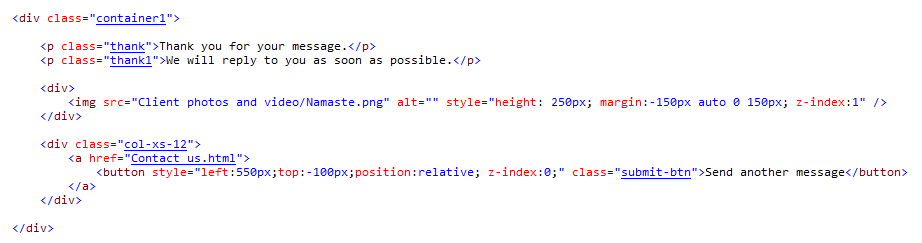 <div class="container1">
<p class="thank">Thank you for your message.</p>
<p class="thank1">We will reply to you as soon as possible.</p>
<div>
<img src="Client photos and video/Namaste.png" alt="" style="height: 250px; margin:-150px auto 0 150px; z-index:1" />
</div>
<div class="col-xs-12">
<a href="Contact us.html">
<button style="left:550px;top:-100px;position:relative; z-index:0;" class="submit-btn">Send another message</button>
</a>
</div>
</div>